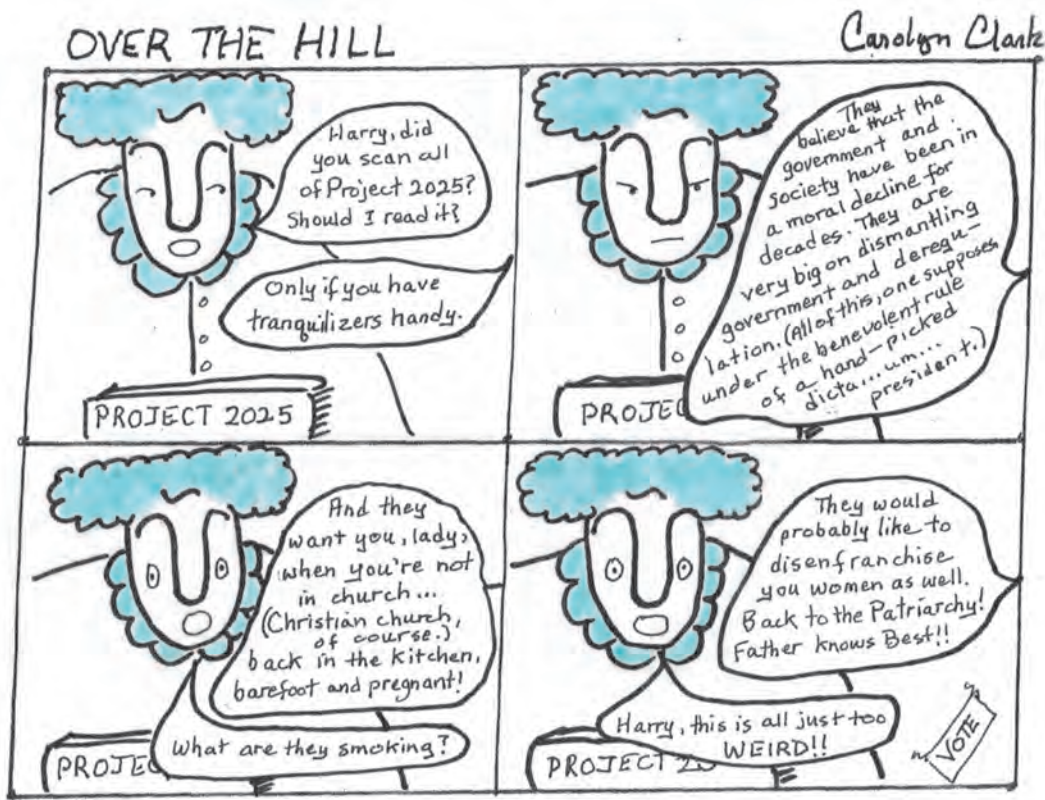 OVER THE HILL
Carolyn Clark
Harry, did
you scan all
of Project 2025?
Should I read it?
Only if you have
tranquilizers handy.
PROJECT 2025
They
believe that the
government and
society have been in
a moral decline for
decades. They are
very big on dismantling
government and deregu-
lation. (All of this, one supposes
under the benevolent rule
of a hand-picked
dicta...um...
president.)
PROJEC
And they
want you, lady,
when you're not
in church...
(Christian church,
of course.)
back in the kitchen,
barefoot and pregnant!
What are they smoking?
PROJEC
They would
probably like to
disenfranchise
you women as well.
Back to the Patriarchy!
Father knows Best!!
Harry, this is all just too
WEIRD!!
PROJECT 2
VOTE